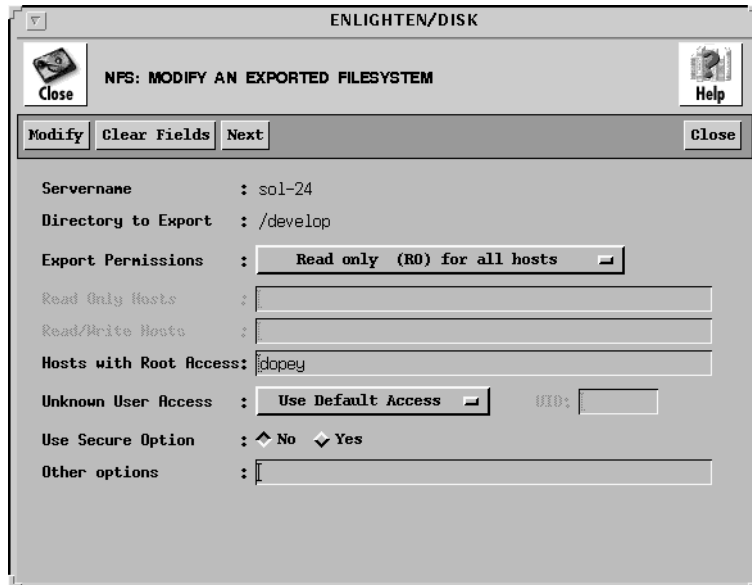 ENLIGHTEN/DISK
Close NFS: MODIFY AN EXPORTED FILESYSTEM Help
Modify Clear Fields Next Close
Servername : sol-24
Directory to Export : /develop
Export Permissions : Read only (RO) for all hosts
Read Only Hosts :
Read/Write Hosts :
Hosts with Root Access: dopey
Unknown User Access : Use Default Access UID:
Use Secure Option : No Yes
Other options :